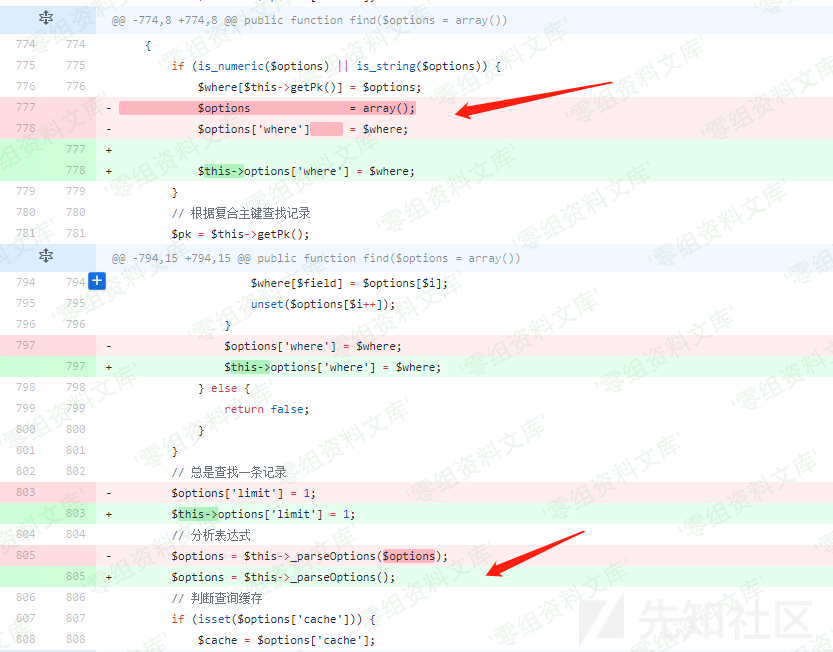 @@ -774,8 +774,8 @@ public function find($options = array())
774 774 {
775 775 if (is_numeric($options) || is_string($options)) {
776 776 $where[$this->getPk()] = $options;
777 - $options = array();
778 - $options['where'] = $where;
777 +
778 + $this->options['where'] = $where;
779 779 }
780 780 // 根据复合主键查找记录
781 781 $pk = $this->getPk();
@@ -794,15 +794,15 @@ public function find($options = array())
794 794 + $where[$field] = $options[$i];
795 795 unset($options[$i++]);
796 796 }
797 - $options['where'] = $where;
797 + $this->options['where'] = $where;
798 798 } else {
799 799 return false;
800 800 }
801 801 }
802 802 // 总是查找一条记录
803 - $options['limit'] = 1;
803 + $this->options['limit'] = 1;
804 804 // 分析表达式
805 - $options = $this->_parseOptions($options);
805 + $options = $this->_parseOptions();
806 806 // 判断查询缓存
807 807 if (isset($options['cache'])) {
808 808 $cache = $options['cache'];
'零组资料文库'
先知社区